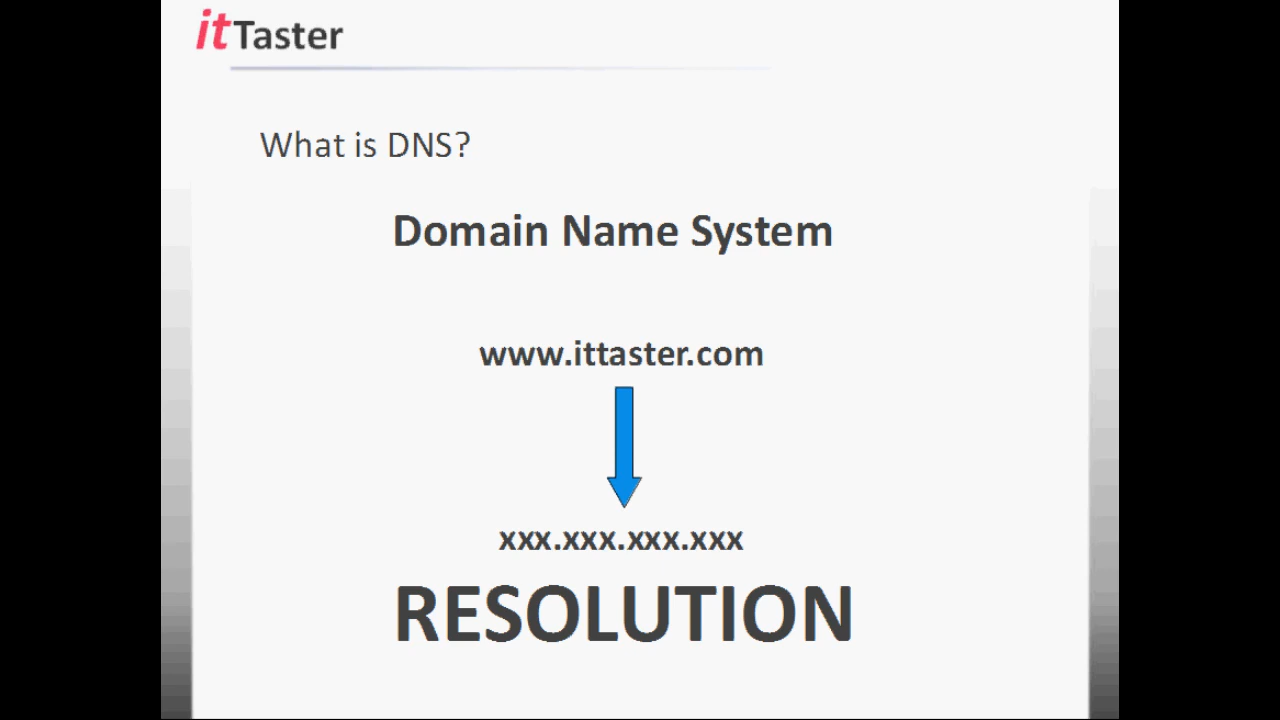 itTaster
What is DNS?
Domain Name System
www.ittaster.com
xxx.xxx.xxx.xxx
RESOLUTION